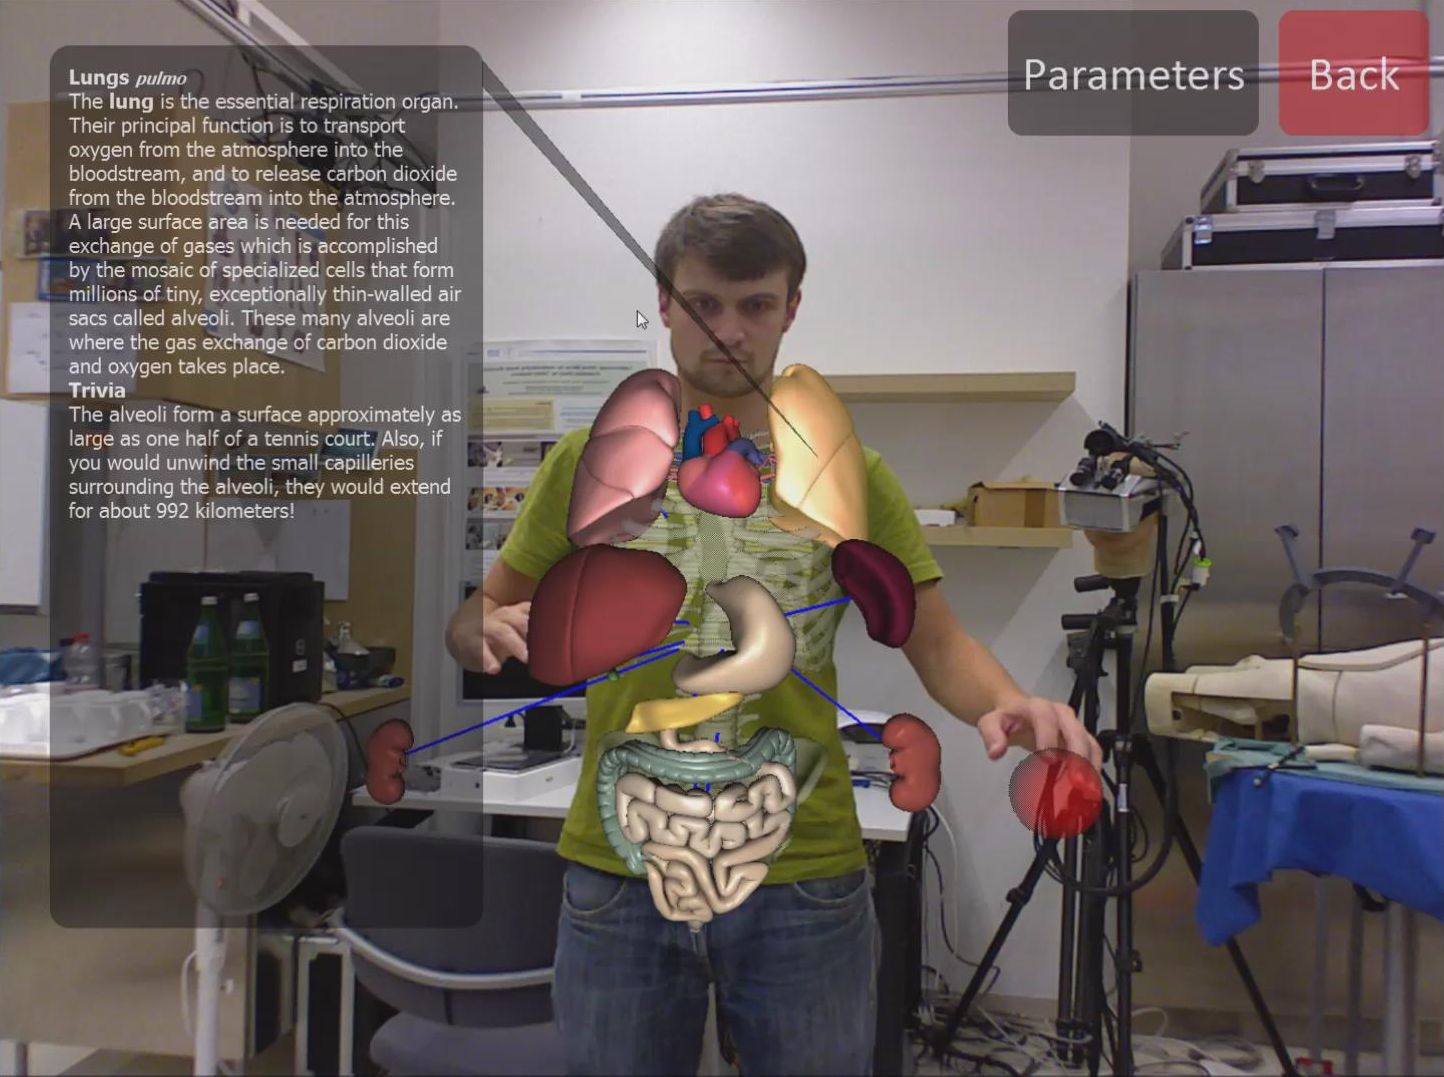 Lungs pulmo
The lung is the essential respiration organ.
Their principal function is to transport
oxygen from the atmosphere into the
bloodstream, and to release carbon dioxide
from the bloodstream into the atmosphere.
A large surface area is needed for this
exchange of gases which is accomplished
by the mosaic of specialized cells that form
millions of tiny, exceptionally thin-walled air
sacs called alveoli. These many alveoli are
where the gas exchange of carbon dioxide
and oxygen takes place.
Trivia
The alveoli form a surface approximately as
large as one half of a tennis court. Also, if
you would unwind the small capilleries
surrounding the alveoli, they would extend
for about 992 kilometers!
Parameters
Back